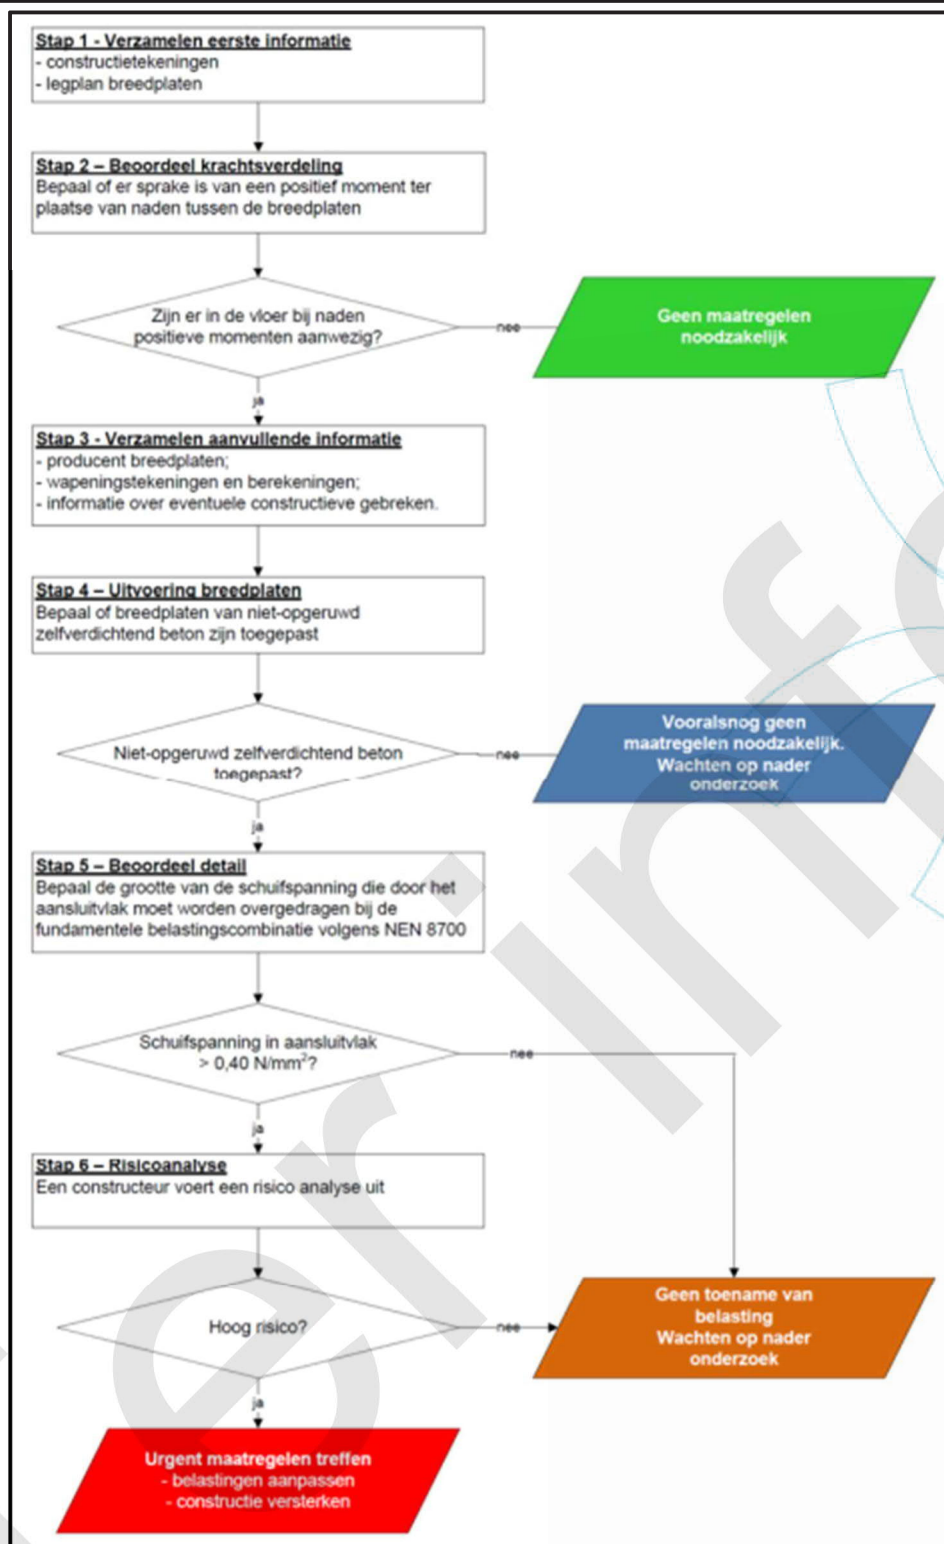 Stap 1 - Verzamelen eerste informatie
- constructietekeningen
- legplan breedplaten
Stap 2 – Beoordeel krachtsverdeling
Bepaal of er sprake is van een positief moment ter
plaatse van naden tussen de breedplaten
Zijn er in de vloer bij naden
positieve momenten aanwezig?
nee
Geen maatregelen
noodzakelijk
ja
Stap 3 - Verzamelen aanvullende informatie
- producent breedplaten;
- wapeningstekeningen en berekeningen;
- informatie over eventuele constructieve gebreken.
Stap 4 – Uitvoering breedplaten
Bepaal of breedplaten van niet-opgeruwd
zelfverdichtend beton zijn toegepast
Niet-opgeruwd zelfverdichtend beton
toegepast?
nee
Vooralsnog geen
maatregelen noodzakelijk.
Wachten op nader
onderzoek
ja
Stap 5 – Beoordeel detail
Bepaal de grootte van de schuifspanning die door het
aansluitvlak moet worden overgedragen bij de
fundamentele belastingscombinatie volgens NEN 8700
Schuifspanning in aansluitvlak
> 0,40 N/mm²?
nee
ja
Stap 6 – Risicoanalyse
Een constructeur voert een risico analyse uit
Hoog risico?
nee
Geen toename van
belasting
Wachten op nader
onderzoek
ja
Urgent maatregelen treffen
- belastingen aanpassen
- constructie versterken